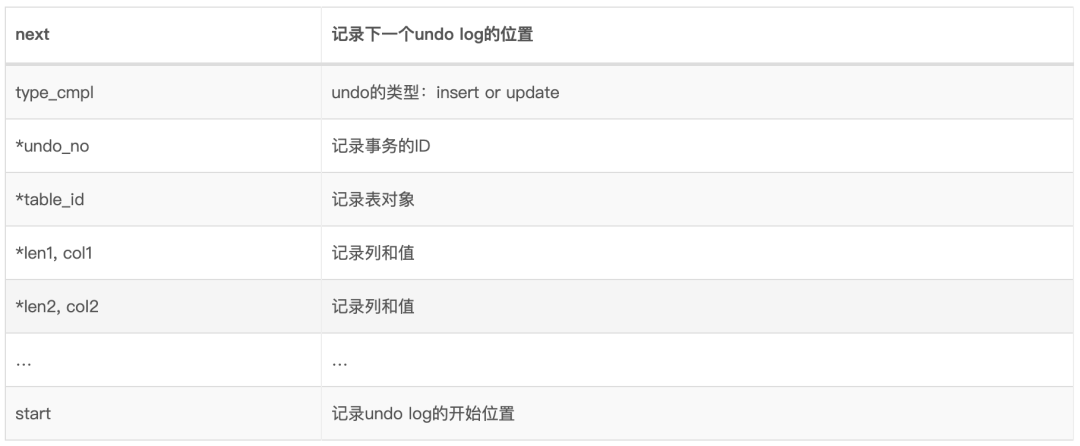 next 记录下一个undo log的位置
type_cmpl undo的类型：insert or update
*undo_no 记录事务的ID
*table_id 记录表对象
*len1, col1 记录列和值
*len2, col2 记录列和值
... ...
start 记录undo log的开始位置